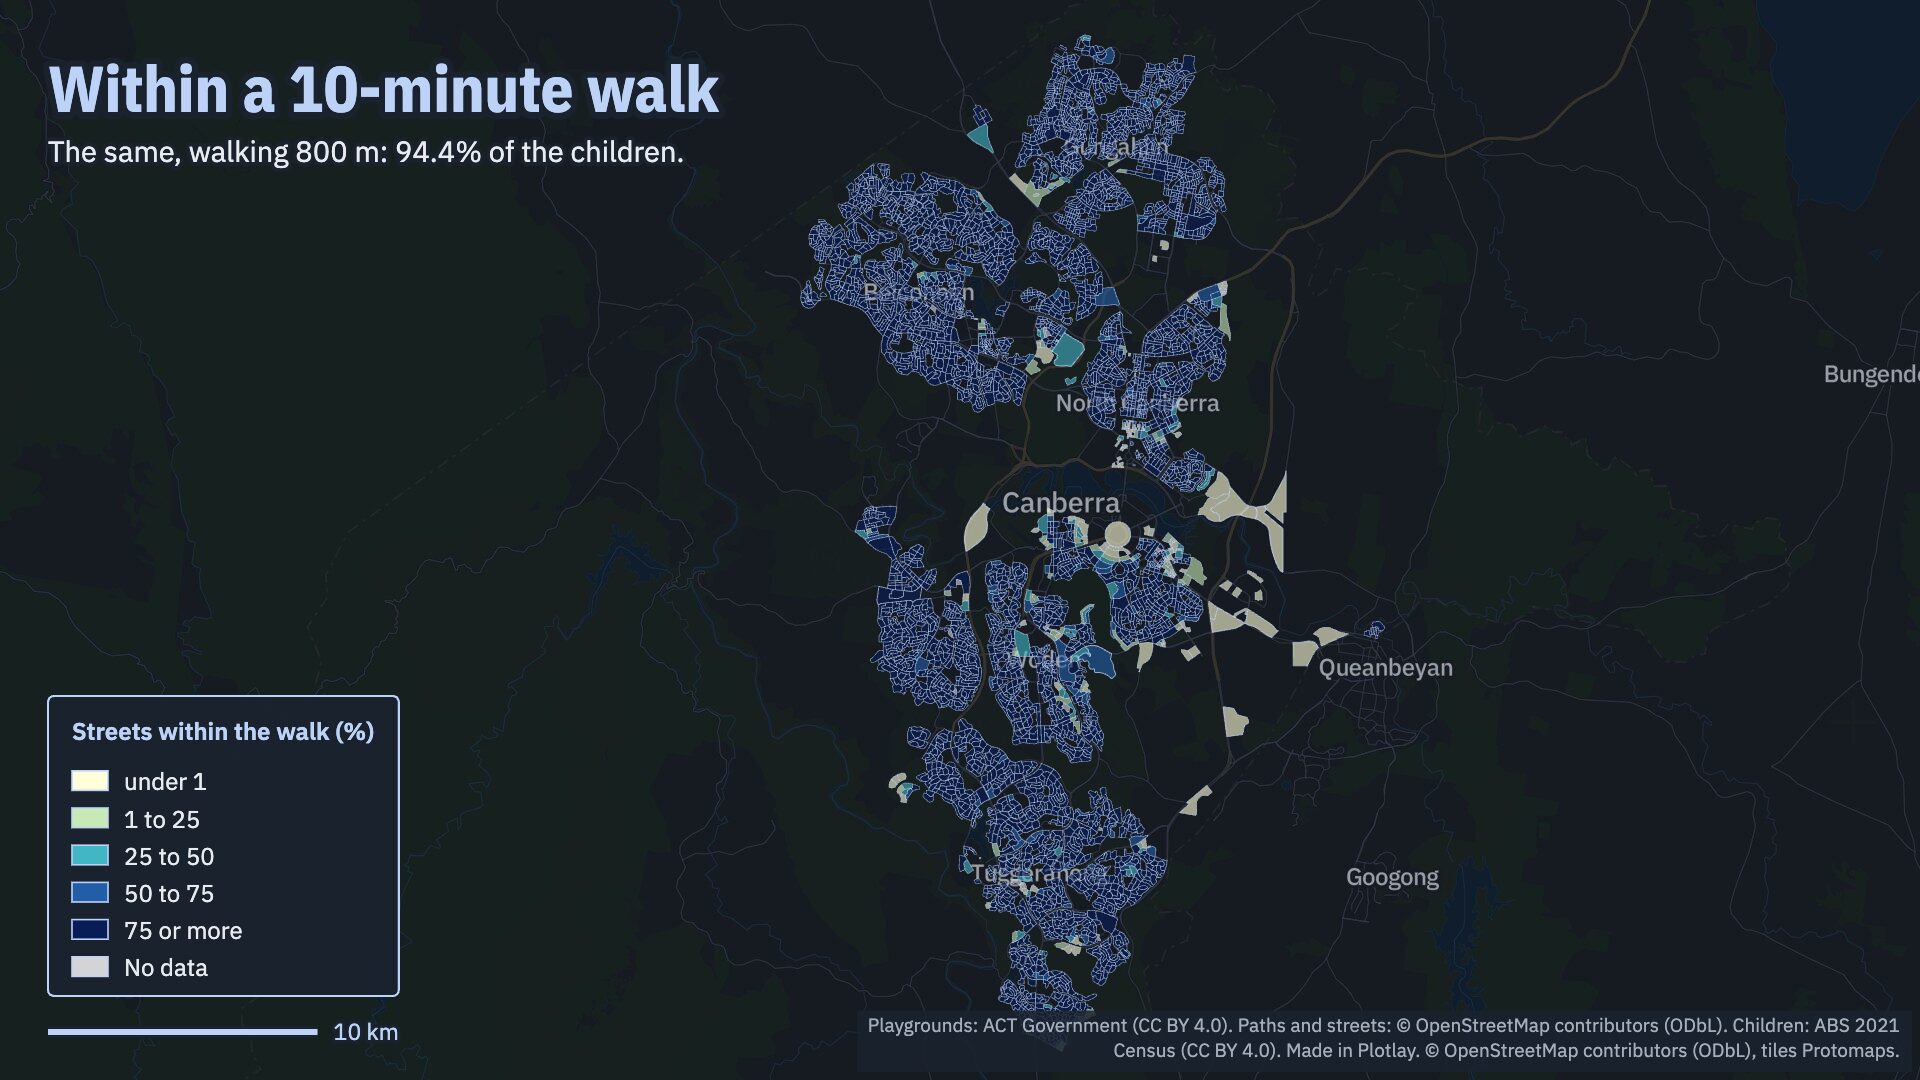 Within a 10-minute walk
The same, walking 800 m: 94.4% of the children.
Gungahlin
Belconnen
Bungend
North Canberra
Canberra
Woden
Queanbeyan
Tuggeranong
Googong
Streets within the walk (%)
under 1
1 to 25
25 to 50
50 to 75
75 or more
No data
10 km
Playgrounds: ACT Government (CC BY 4.0). Paths and streets: © OpenStreetMap contributors (ODbL). Children: ABS 2021
Census (CC BY 4.0). Made in Plotlay. © OpenStreetMap contributors (ODbL), tiles Protomaps.